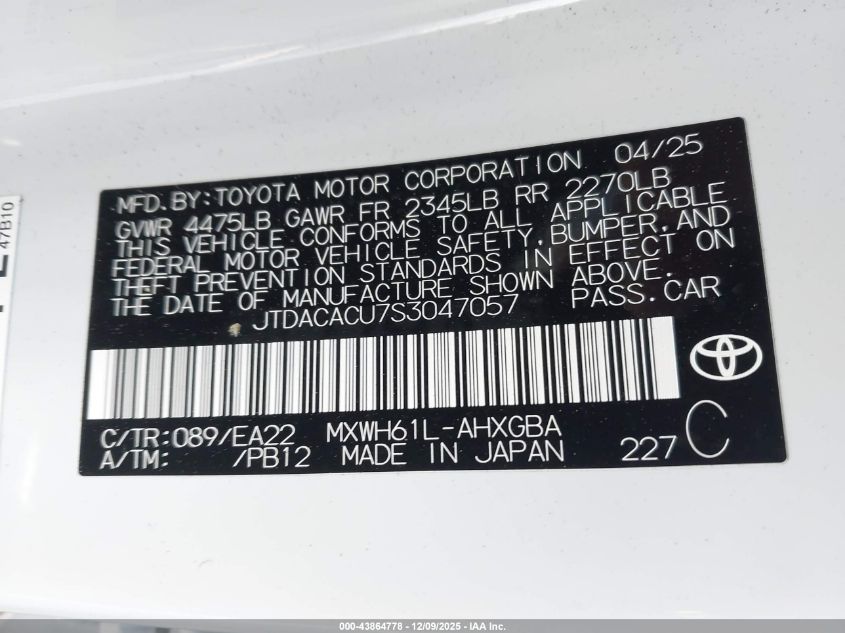 MFD.BY:TOYOTA MOTOR CORPORATION 04/25
GVWR 4475LB GAWR FR 2345LB RR 2270LB
THIS VEHICLE CONFORMS TO ALL APPLICABLE
FEDERAL MOTOR VEHICLE SAFETY,BUMPER,AND
THEFT PREVENTION STANDARDS IN EFFECT ON
THE DATE OF MANUFACTURE SHOWN ABOVE.
JTDACACU7S3047057 PASS.CAR
C/TR:089/EA22 MXWH61L-AHXGBA
A/TM: /PB12 MADE IN JAPAN 227 C
47B10
000-43864778 - 12/09/2025 - IAA Inc.